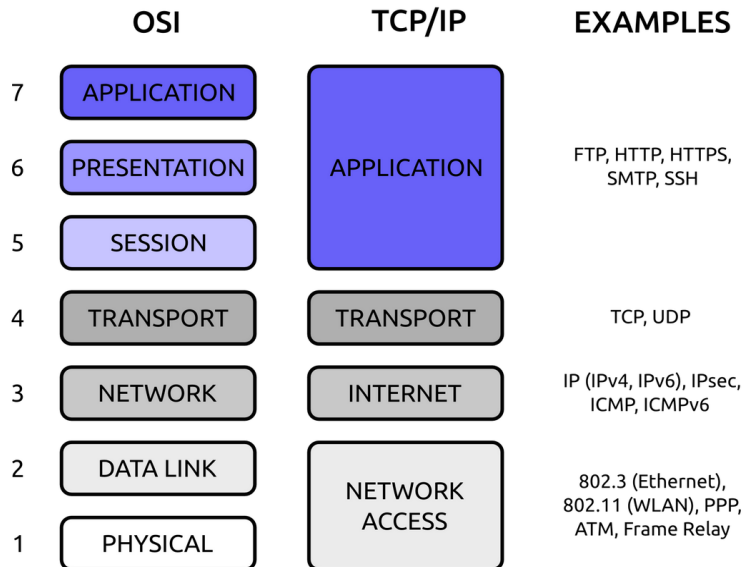 OSI TCP/IP EXAMPLES
7 APPLICATION
6 PRESENTATION APPLICATION FTP, HTTP, HTTPS,
SMTP, SSH
5 SESSION
4 TRANSPORT TRANSPORT TCP, UDP
3 NETWORK INTERNET IP (IPv4, IPv6), IPsec,
ICMP, ICMPv6
2 DATA LINK
NETWORK
ACCESS
802.3 (Ethernet),
802.11 (WLAN), PPP,
ATM, Frame Relay
1 PHYSICAL